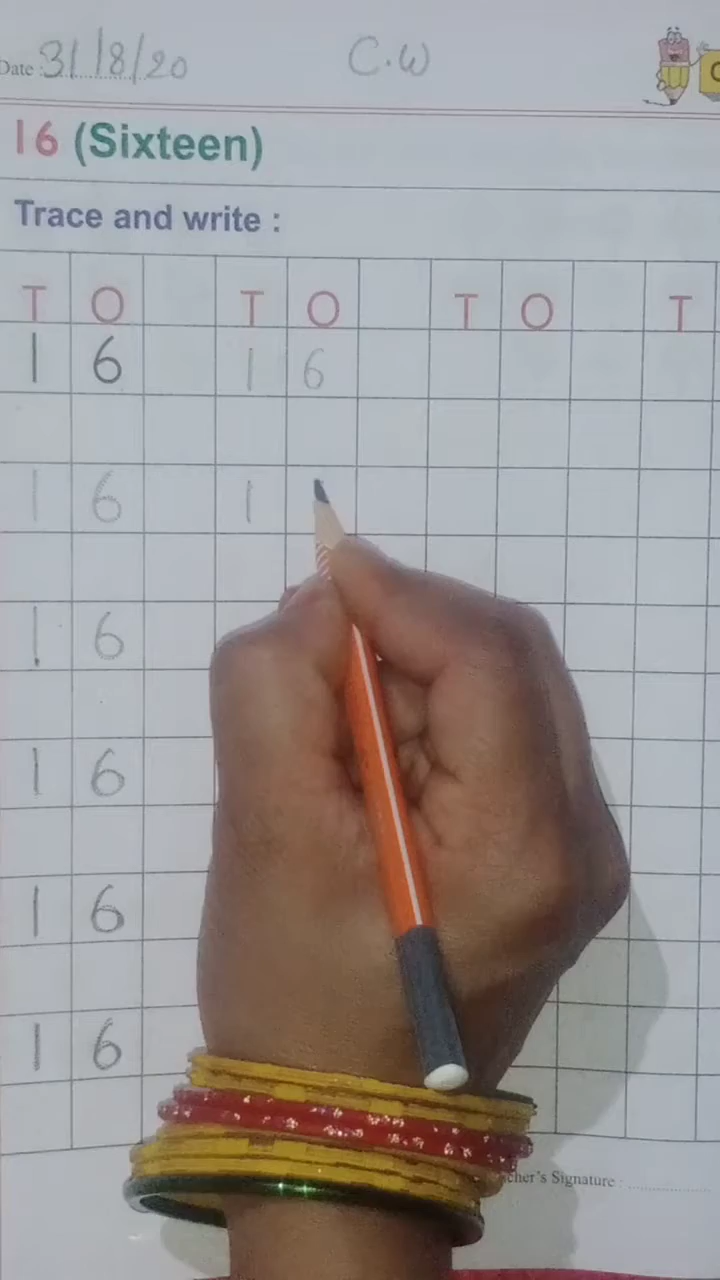 Date : 31/8/20 C.W
16 (Sixteen)
Trace and write :
T O T O T O T
1 6 1 6
1 6 1
1 6
1 6
1 6
1 6
Signature :